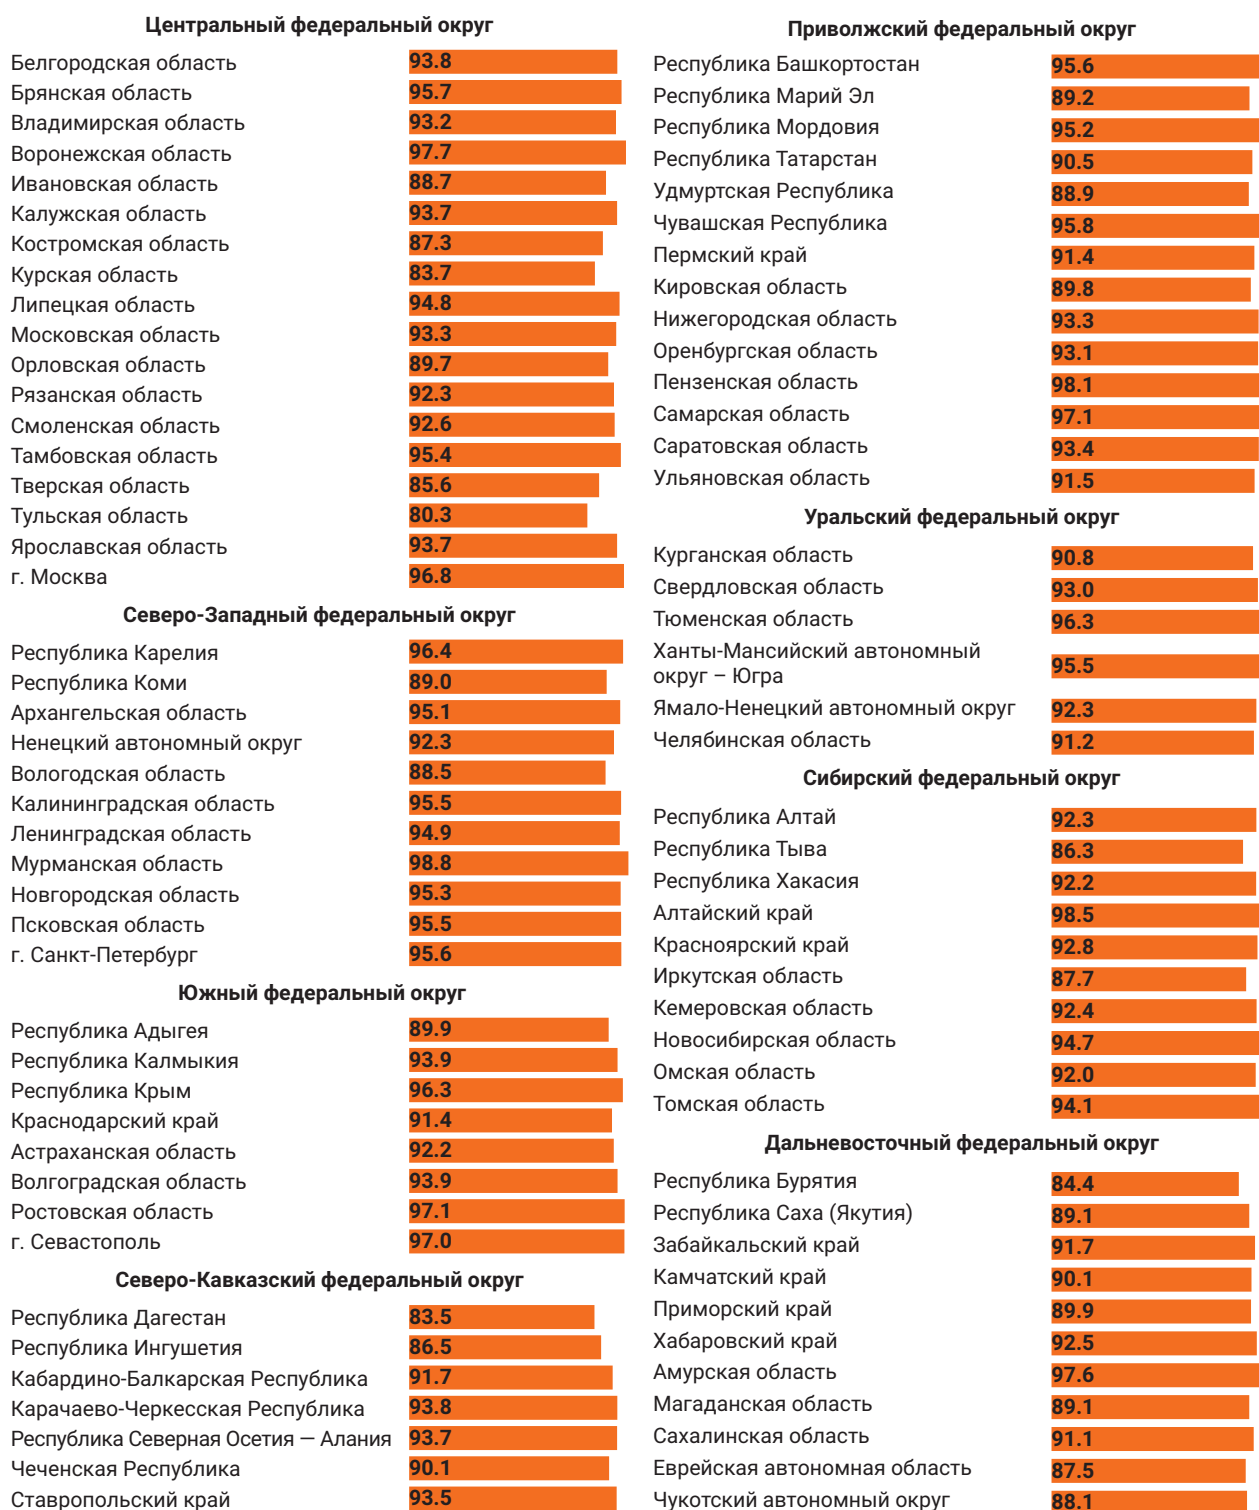 Центральный федеральный округ
Белгородская область 93.8
Брянская область 95.7
Владимирская область 93.2
Воронежская область 97.7
Ивановская область 88.7
Калужская область 93.7
Костромская область 87.3
Курская область 83.7
Липецкая область 94.8
Московская область 93.3
Орловская область 89.7
Рязанская область 92.3
Смоленская область 92.6
Тамбовская область 95.4
Тверская область 85.6
Тульская область 80.3
Ярославская область 93.7
г. Москва 96.8
Северо-Западный федеральный округ
Республика Карелия 96.4
Республика Коми 89.0
Архангельская область 95.1
Ненецкий автономный округ 92.3
Вологодская область 88.5
Калининградская область 95.5
Ленинградская область 94.9
Мурманская область 98.8
Новгородская область 95.3
Псковская область 95.5
г. Санкт-Петербург 95.6
Южный федеральный округ
Республика Адыгея 89.9
Республика Калмыкия 93.9
Республика Крым 96.3
Краснодарский край 91.4
Астраханская область 92.2
Волгоградская область 93.9
Ростовская область 97.1
г. Севастополь 97.0
Северо-Кавказский федеральный округ
Республика Дагестан 83.5
Республика Ингушетия 86.5
Кабардино-Балкарская Республика 91.7
Карачаево-Черкесская Республика 93.8
Республика Северная Осетия — Алания 93.7
Чеченская Республика 90.1
Ставропольский край 93.5
Приволжский федеральный округ
Республика Башкортостан 95.6
Республика Марий Эл 89.2
Республика Мордовия 95.2
Республика Татарстан 90.5
Удмуртская Республика 88.9
Чувашская Республика 95.8
Пермский край 91.4
Кировская область 89.8
Нижегородская область 93.3
Оренбургская область 93.1
Пензенская область 98.1
Самарская область 97.1
Саратовская область 93.4
Ульяновская область 91.5
Уральский федеральный округ
Курганская область 90.8
Свердловская область 93.0
Тюменская область 96.3
Ханты-Мансийский автономный
округ – Югра 95.5
Ямало-Ненецкий автономный округ 92.3
Челябинская область 91.2
Сибирский федеральный округ
Республика Алтай 92.3
Республика Тыва 86.3
Республика Хакасия 92.2
Алтайский край 98.5
Красноярский край 92.8
Иркутская область 87.7
Кемеровская область 92.4
Новосибирская область 94.7
Омская область 92.0
Томская область 94.1
Дальневосточный федеральный округ
Республика Бурятия 84.4
Республика Саха (Якутия) 89.1
Забайкальский край 91.7
Камчатский край 90.1
Приморский край 89.9
Хабаровский край 92.5
Амурская область 97.6
Магаданская область 89.1
Сахалинская область 91.1
Еврейская автономная область 87.5
Чукотский автономный округ 88.1